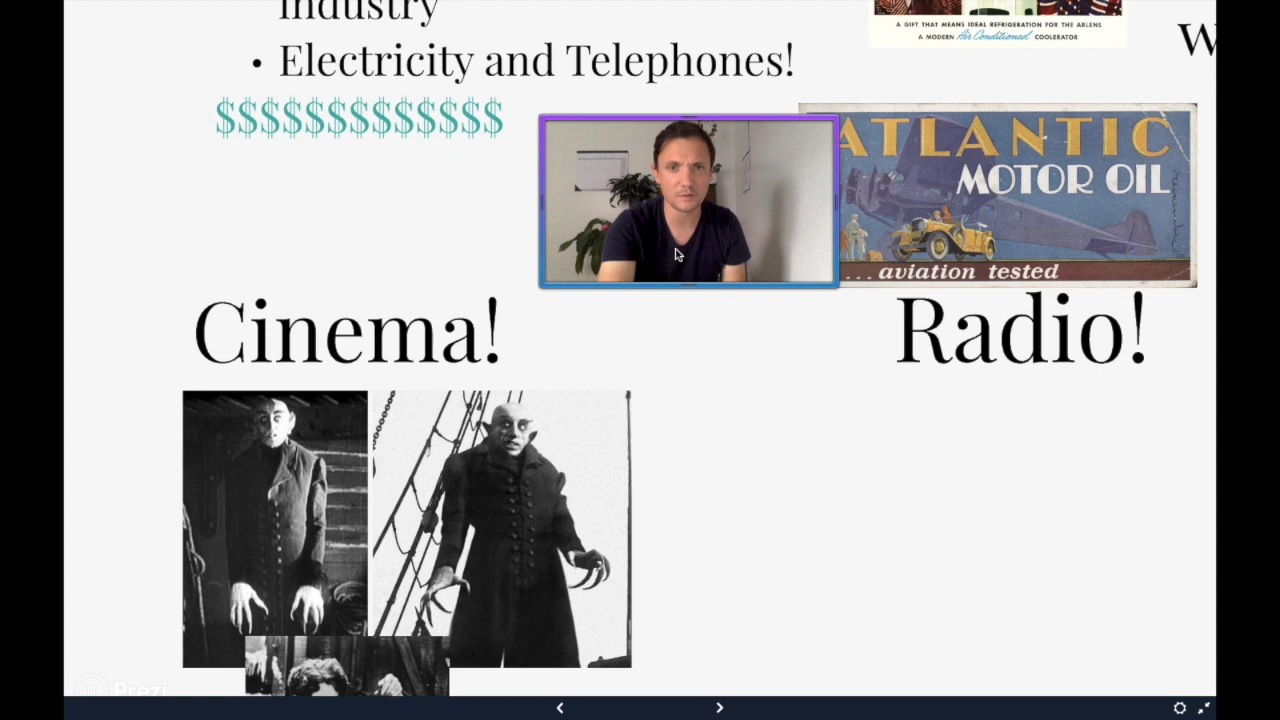 industry
• Electricity and Telephones!
$$$$$$$$$$$$$
A GIFT THAT MEANS IDEAL REFRIGERATION FOR THE ARLENS
A MODERN Air Conditioned COOLERATOR
W
ATLANTIC
MOTOR OIL
... aviation tested
Cinema!
Radio!
Prezi